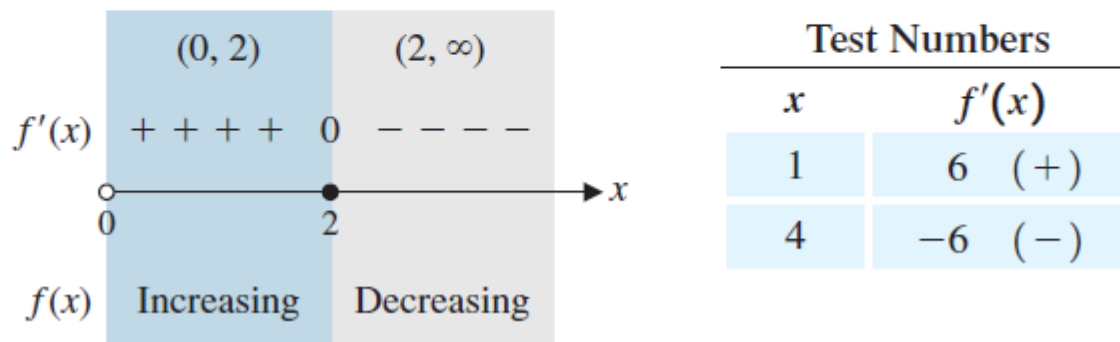 (0, 2) (2, ∞)
f′(x) + + + + 0 − − − −
x
0 2
f(x) Increasing Decreasing
Test Numbers
x f′(x)
1 6 (+)
4 −6 (−)